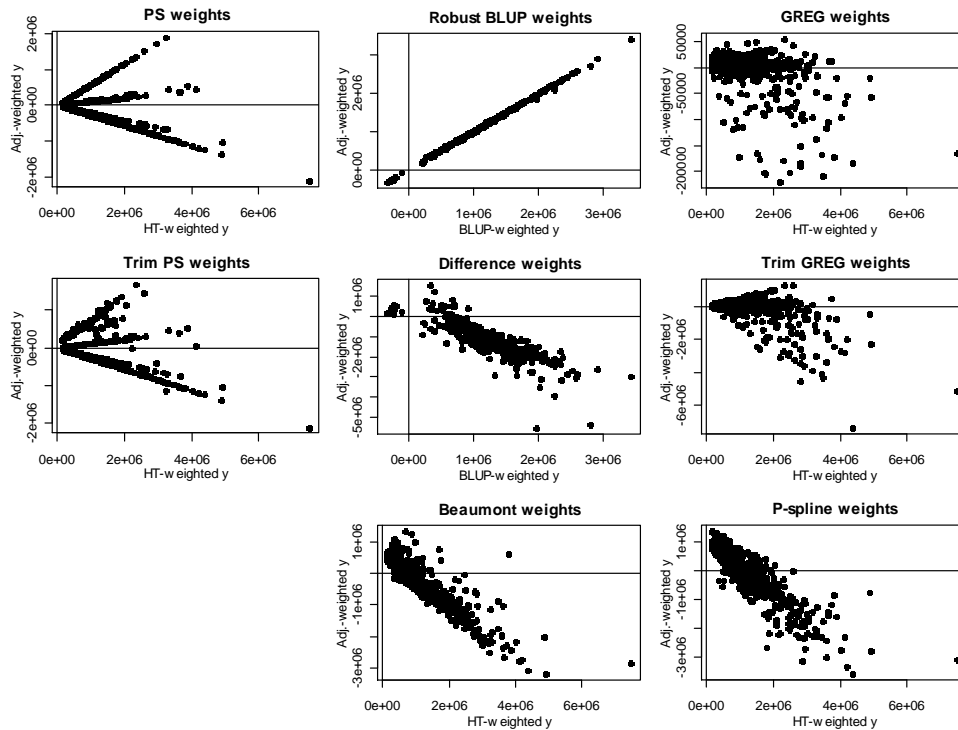 PS weights
Robust BLUP weights
GREG weights
Adj.-weighted y
-2e+06 0e+00 2e+06
0e+00 2e+06 4e+06 6e+06
HT-weighted y
Adj.-weighted y
0e+00 2e+06
0e+00 1e+06 2e+06 3e+06
BLUP-weighted y
Adj.-weighted y
-200000 -50000 50000
0e+00 2e+06 4e+06 6e+06
HT-weighted y
Trim PS weights
Difference weights
Trim GREG weights
Adj.-weighted y
-2e+06 0e+00
0e+00 2e+06 4e+06 6e+06
HT-weighted y
Adj.-weighted y
-5e+06 -2e+06 1e+06
0e+00 1e+06 2e+06 3e+06
BLUP-weighted y
Adj.-weighted y
-6e+06 -2e+06
0e+00 2e+06 4e+06 6e+06
HT-weighted y
Beaumont weights
P-spline weights
Adj.-weighted y
-3e+06 -1e+06 1e+06
0e+00 2e+06 4e+06 6e+06
HT-weighted y
Adj.-weighted y
-3e+06 -1e+06 1e+06
0e+00 2e+06 4e+06 6e+06
HT-weighted y